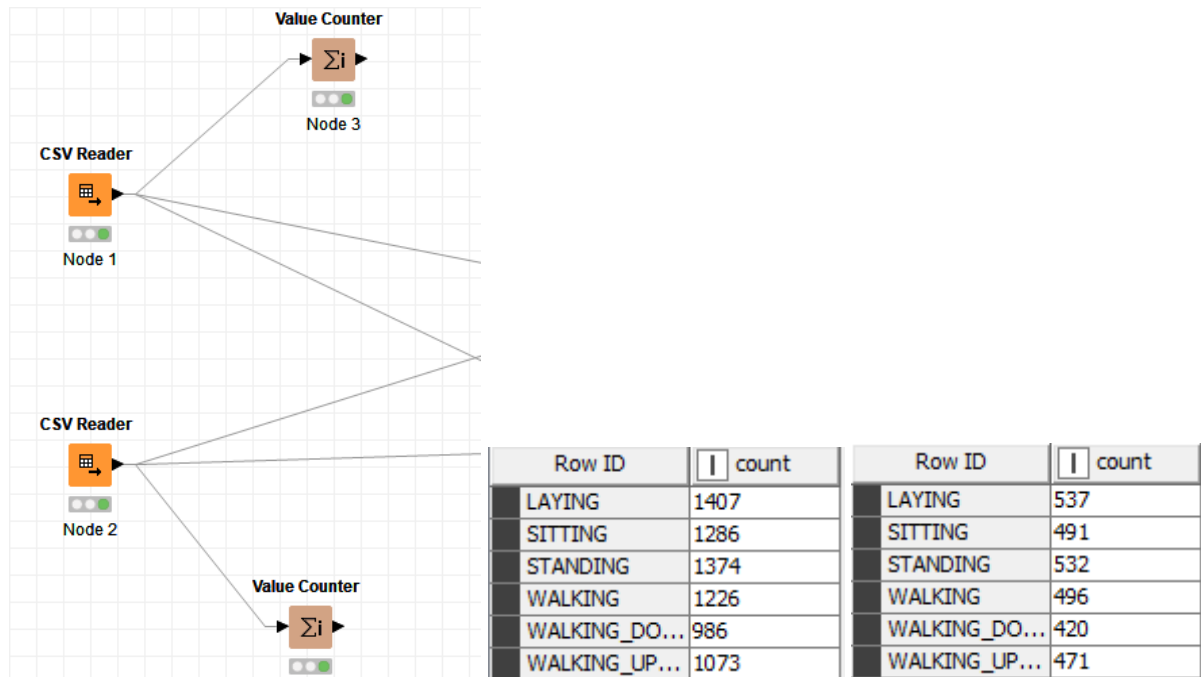 Value Counter
Σi
Node 3
CSV Reader
Node 1
CSV Reader
Node 2
Value Counter
Σi
Row ID | count
LAYING 1407
SITTING 1286
STANDING 1374
WALKING 1226
WALKING_DO... 986
WALKING_UP... 1073
Row ID | count
LAYING 537
SITTING 491
STANDING 532
WALKING 496
WALKING_DO... 420
WALKING_UP... 471